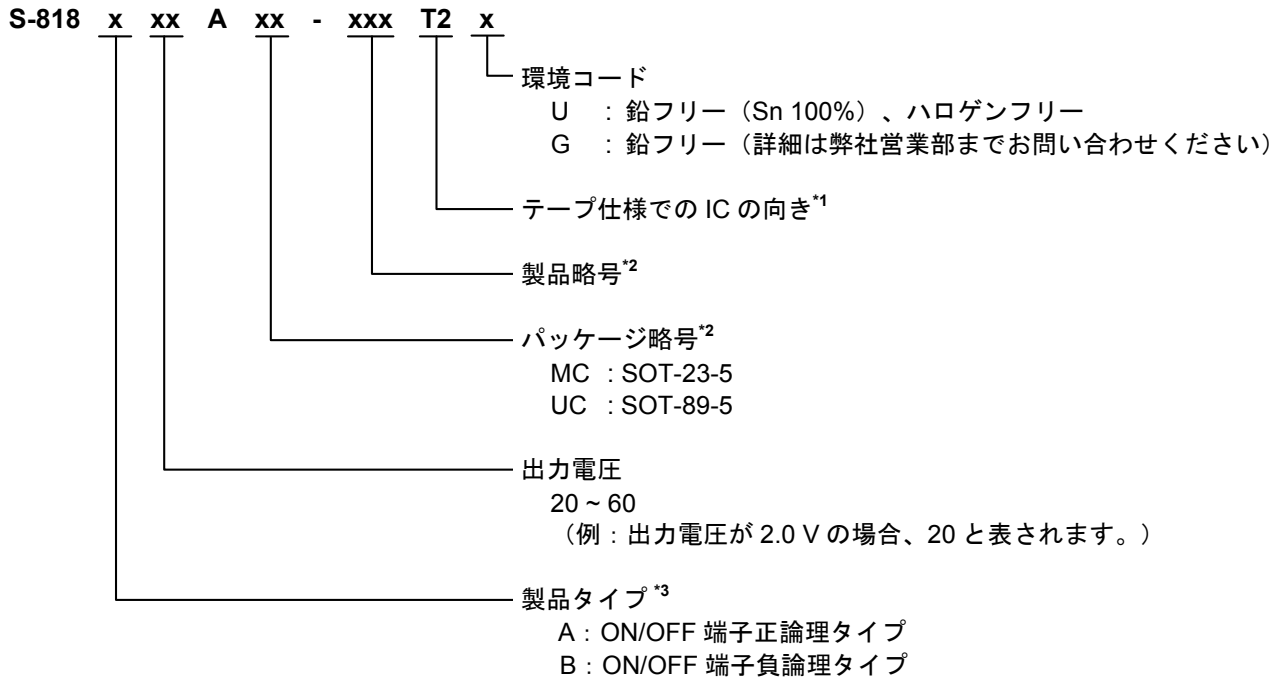 S-818 x xx A xx - xxx T2 x
環境コード
U : 鉛フリー（Sn 100%）、ハロゲンフリー
G : 鉛フリー（詳細は弊社営業部までお問い合わせください）
テープ仕様での IC の向き*1
製品略号*2
パッケージ略号*2
MC : SOT-23-5
UC : SOT-89-5
出力電圧
20 ~ 60
（例：出力電圧が 2.0 V の場合、20 と表されます。）
製品タイプ*3
A：ON/OFF 端子正論理タイプ
B：ON/OFF 端子負論理タイプ